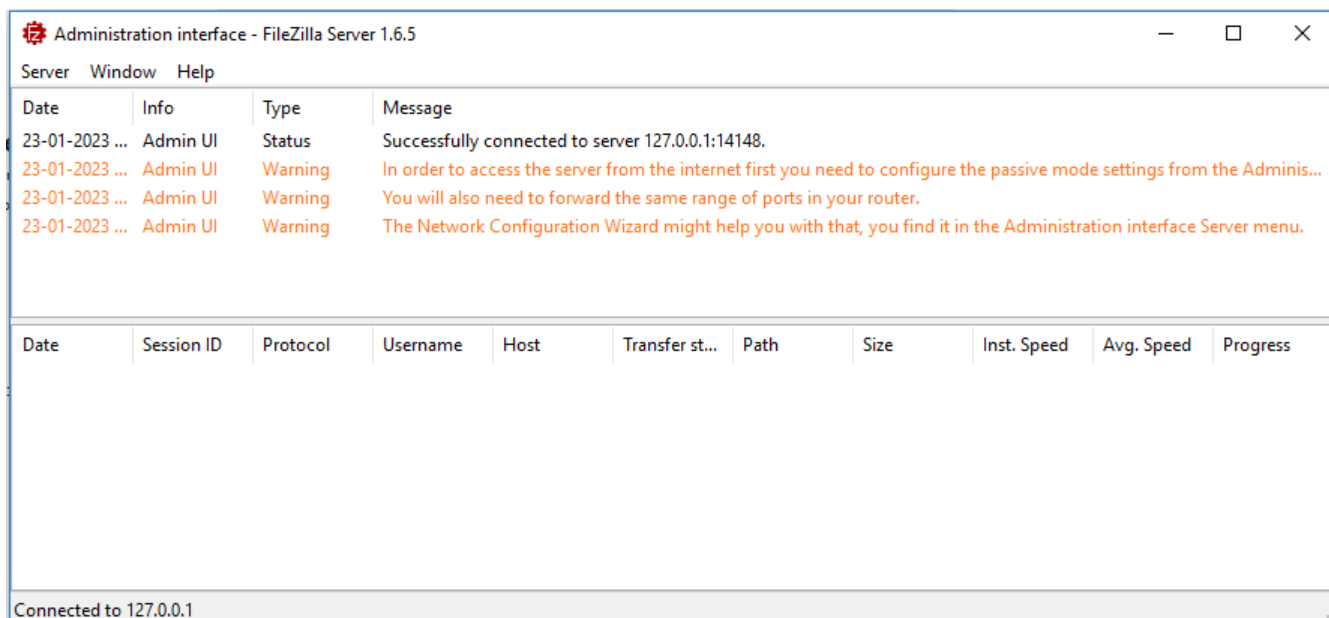 Administration interface - FileZilla Server 1.6.5
Server Window Help
Date Info Type Message
23-01-2023 ... Admin UI Status Successfully connected to server 127.0.0.1:14148.
23-01-2023 ... Admin UI Warning In order to access the server from the internet first you need to configure the passive mode settings from the Adminis...
23-01-2023 ... Admin UI Warning You will also need to forward the same range of ports in your router.
23-01-2023 ... Admin UI Warning The Network Configuration Wizard might help you with that, you find it in the Administration interface Server menu.
Date Session ID Protocol Username Host Transfer st... Path Size Inst. Speed Avg. Speed Progress
Connected to 127.0.0.1